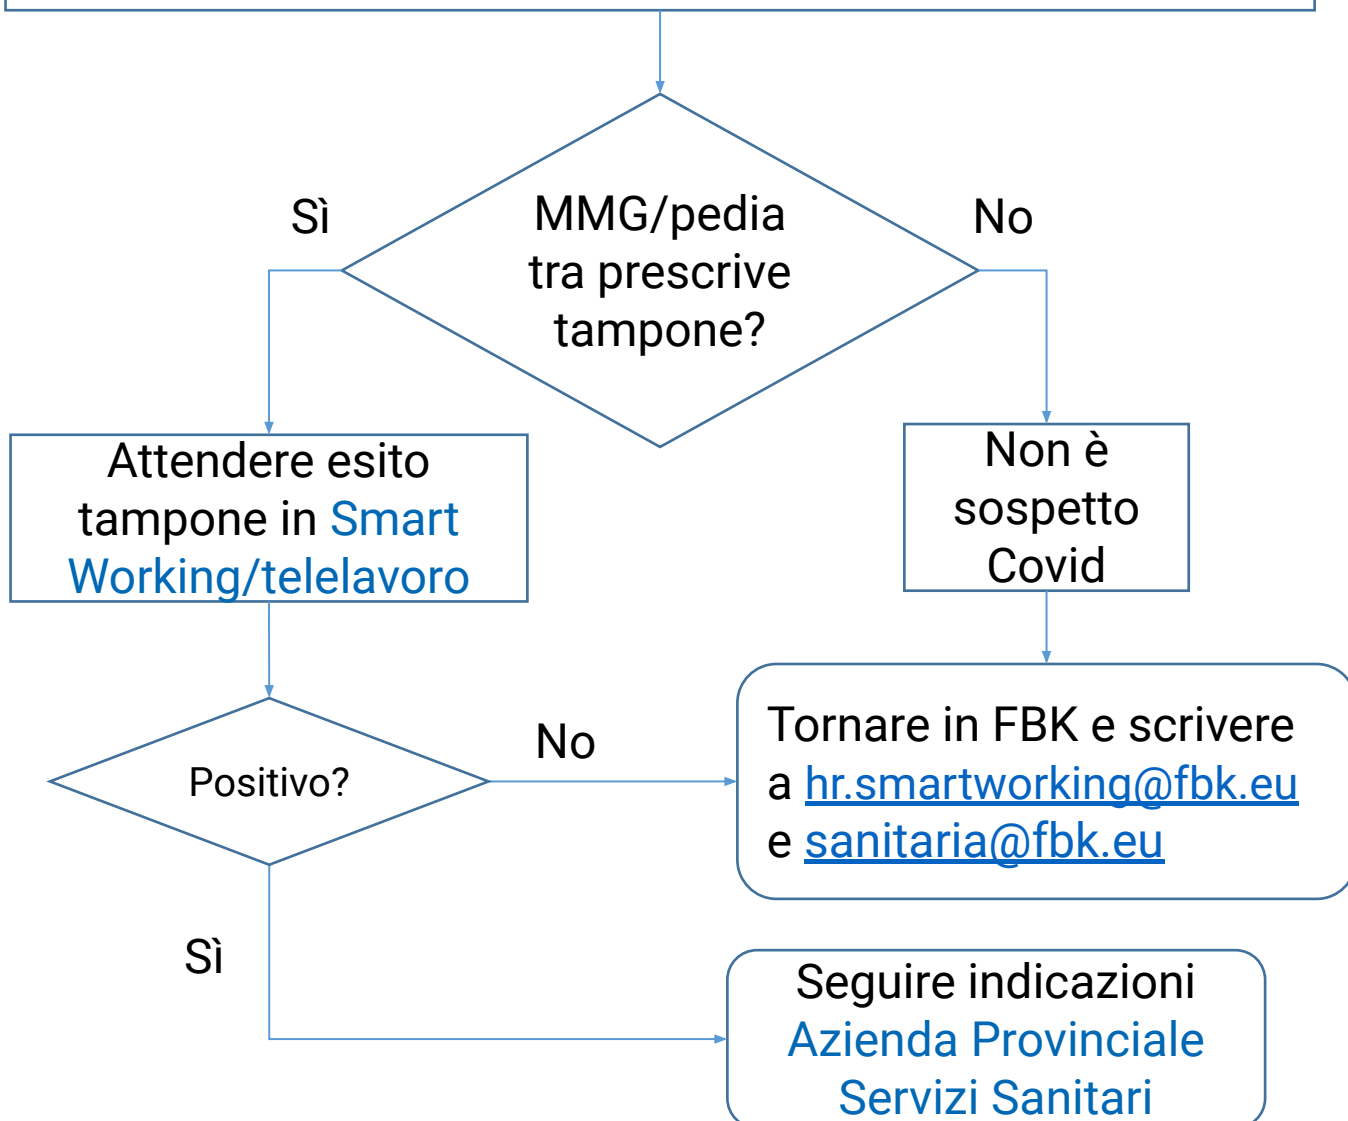 Sì
MMG/pedia
tra prescrive
tampone?
No
Attendere esito
tampone in Smart
Working/telelavoro
Non è
sospetto
Covid
Positivo?
No
Tornare in FBK e scrivere
a hr.smartworking@fbk.eu
e sanitaria@fbk.eu
Sì
Seguire indicazioni
Azienda Provinciale
Servizi Sanitari